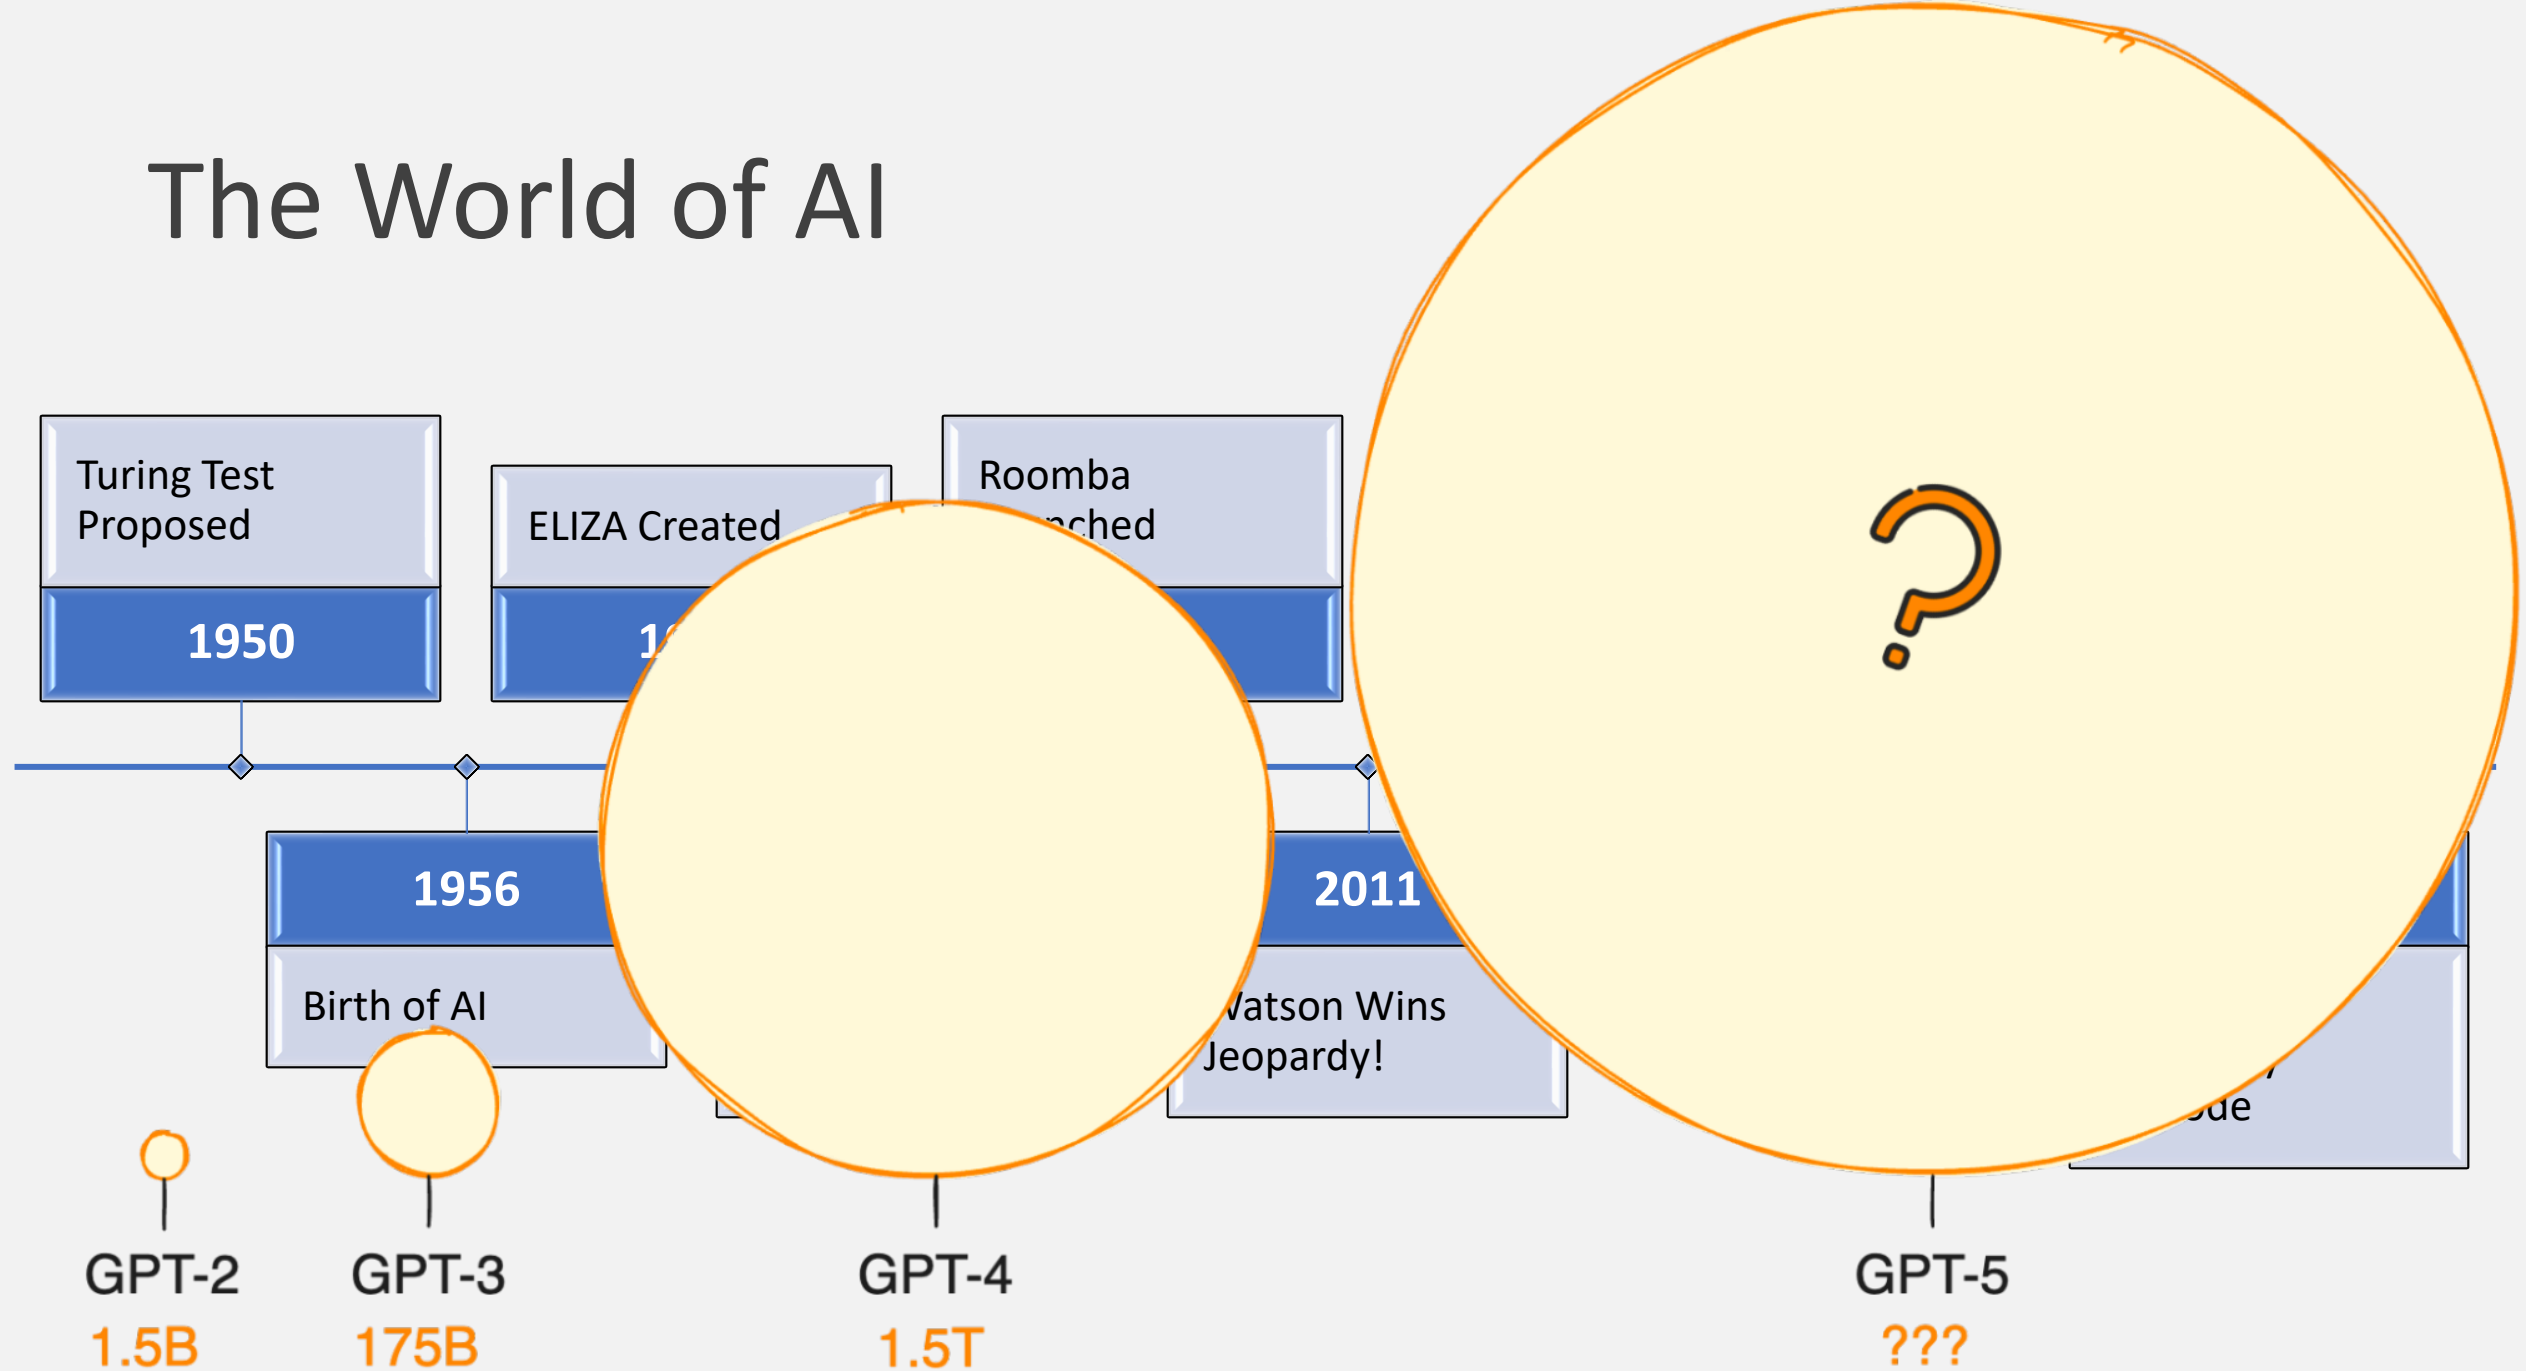 The World of AI
Turing Test
Proposed
1950
ELIZA Created
Roomba
1956
Birth of AI
2011
Wins
Jeopardy!
?
GPT-2
1.5B
GPT-3
175B
GPT-4
1.5T
GPT-5
???